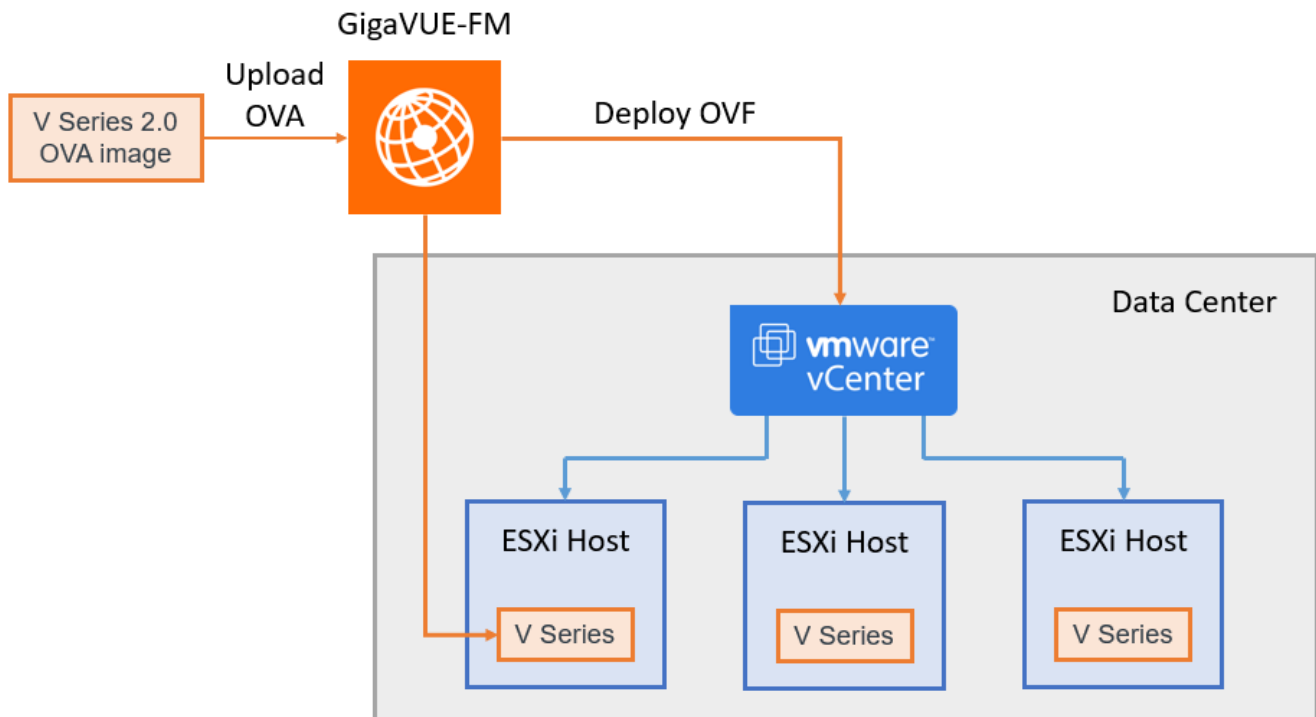 GigaVUE-FM
Upload
OVA
V Series 2.0
OVA image
Deploy OVF
Data Center
vmware™
vCenter
ESXi Host
ESXi Host
ESXi Host
V Series
V Series
V Series